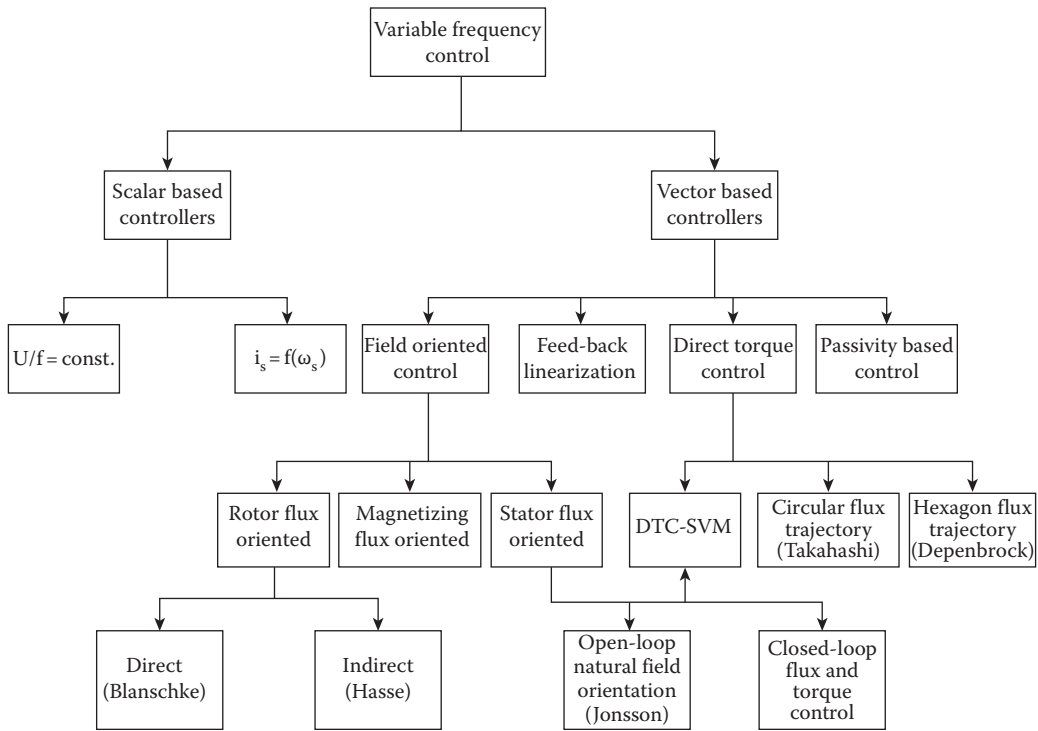 Variable frequency
control
Scalar based
controllers
Vector based
controllers
U/f = const.
i_s = f(ω_s)
Field oriented
control
Feed-back
linearization
Direct torque
control
Passivity based
control
Rotor flux
oriented
Magnetizing
flux oriented
Stator flux
oriented
DTC-SVM
Circular flux
trajectory
(Takahashi)
Hexagon flux
trajectory
(Depenbrock)
Direct
(Blanschke)
Indirect
(Hasse)
Open-loop
natural field
orientation
(Jonsson)
Closed-loop
flux and
torque
control